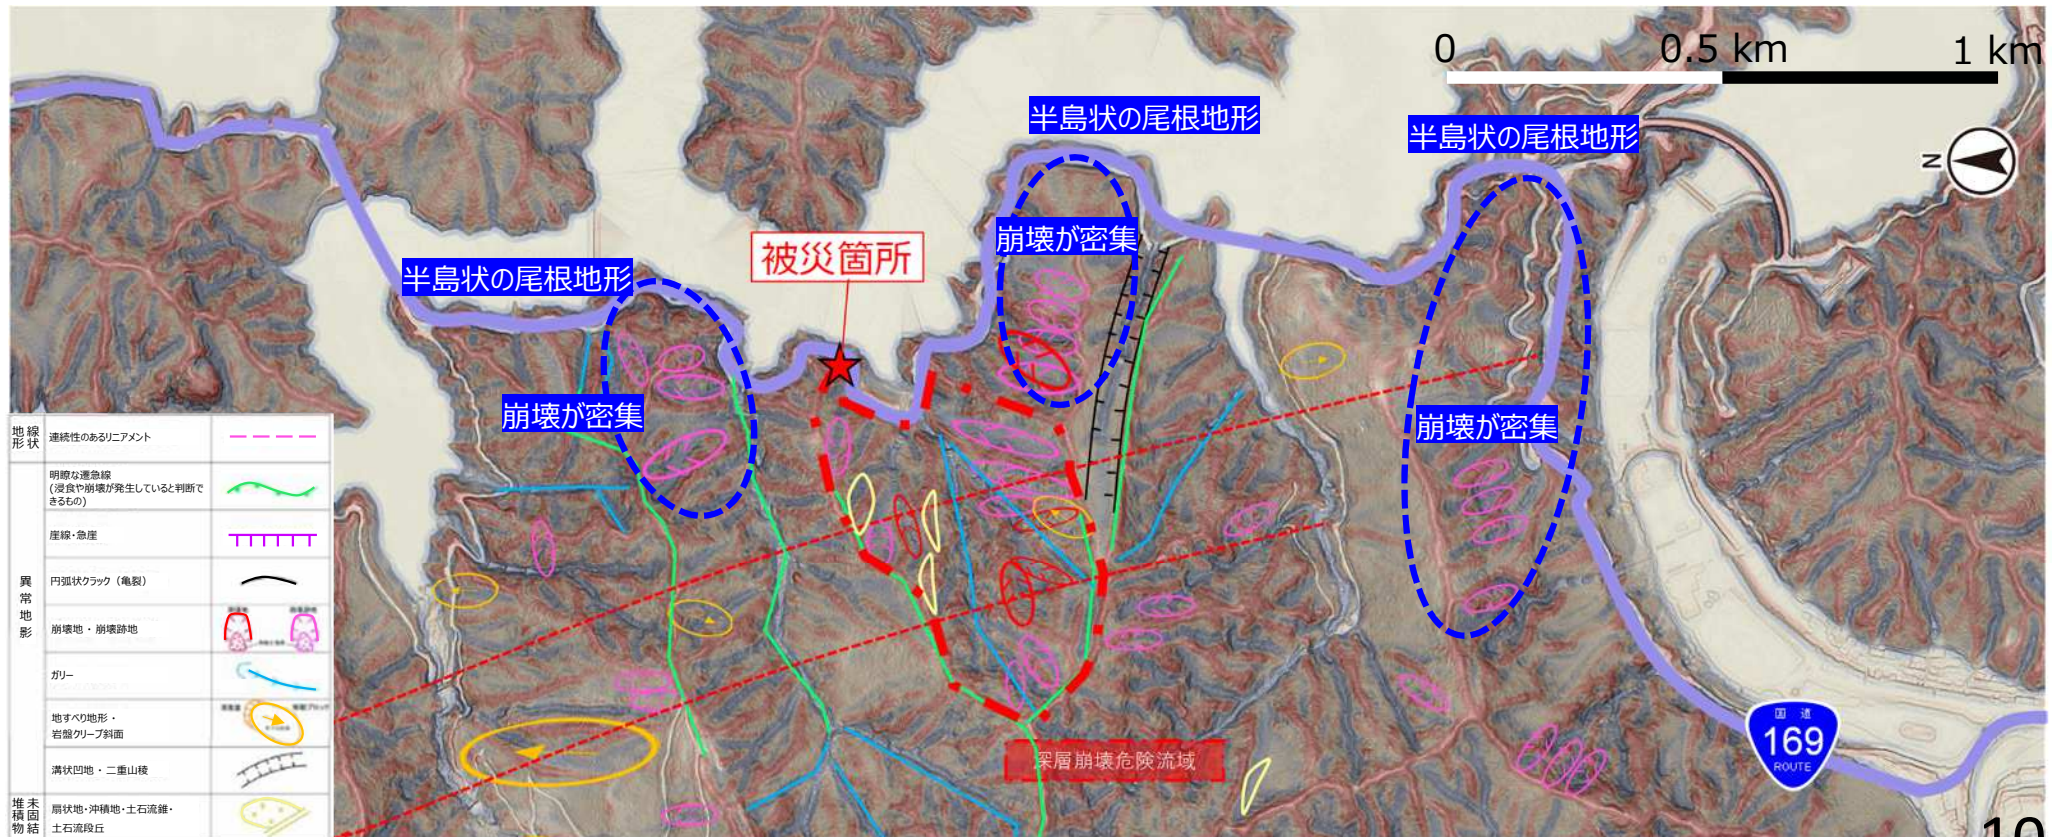 0 0.5 km 1 km
半島状の尾根地形
半島状の尾根地形
N
崩壊が密集
被災箇所
半島状の尾根地形
崩壊が密集
崩壊が密集
深層崩壊危険流域
国道
169
ROUTE
10
線状地形
連続性のあるリニアメント
異常地影
明瞭な遷急線
(浸食や崩壊が発生していると判断で
きるもの)
崖線・急崖
円弧状クラック（亀裂）
崩壊地・崩壊跡地
ガリー
地すべり地形・
岩盤クリープ斜面
溝状凹地・二重山稜
未固結堆積物
扇状地・沖積地・土石流錐・
土石流段丘